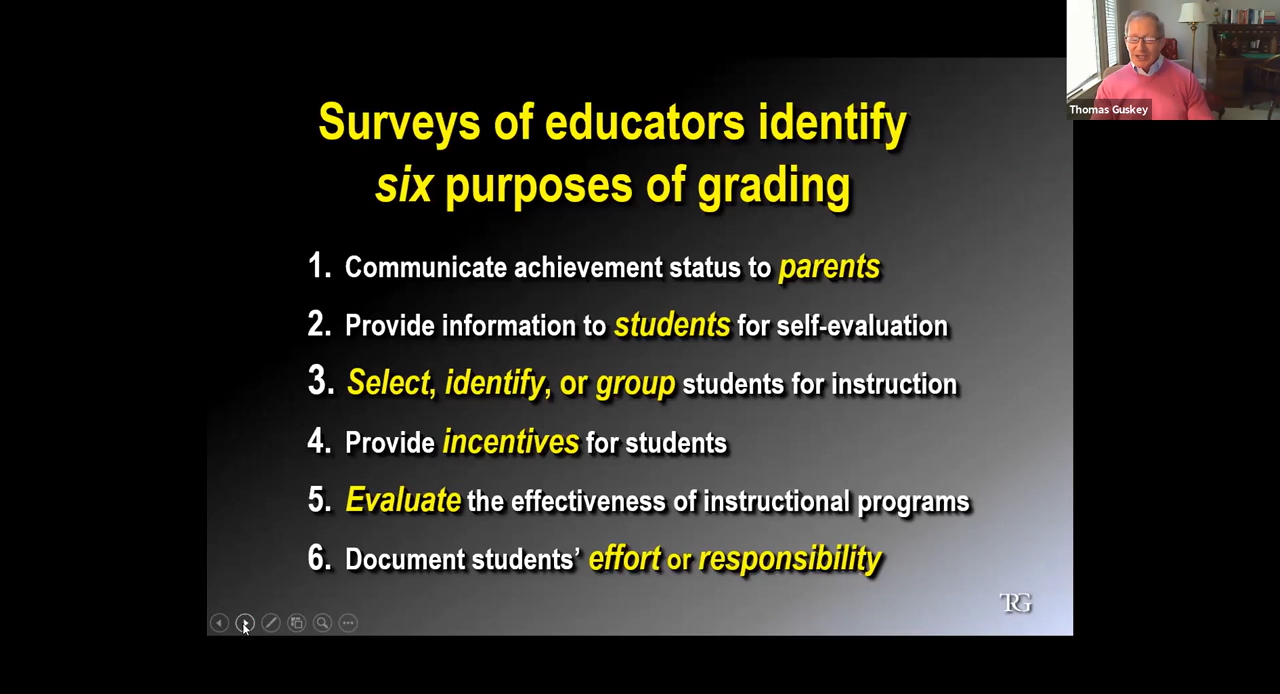 Surveys of educators identify
six purposes of grading
1. Communicate achievement status to parents
2. Provide information to students for self-evaluation
3. Select, identify, or group students for instruction
4. Provide incentives for students
5. Evaluate the effectiveness of instructional programs
6. Document students’ effort or responsibility
TRG
Thomas Guskey